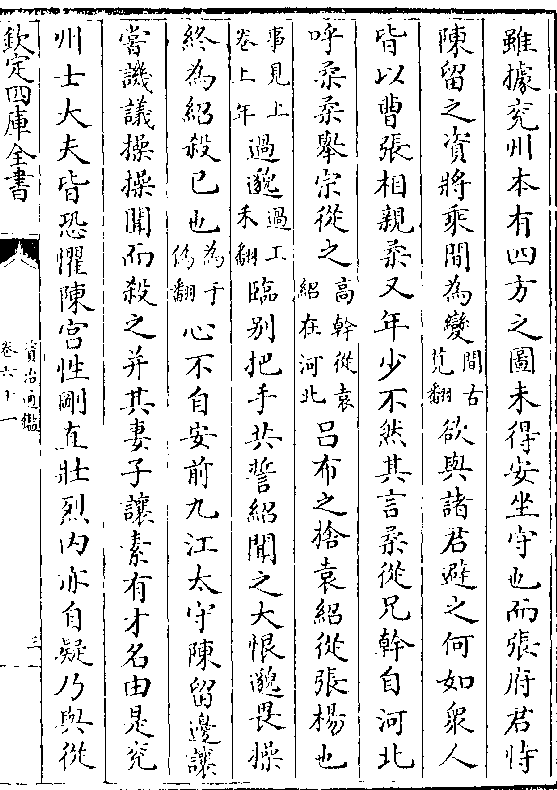 雖據兖州本有四方之圖未得安坐守也而張府君恃
陳留之資將乘間為變間古莧翻欲與諸君避之何如衆人
皆以曹張相親柔又年少不然其言柔從兄幹自河北
呼柔柔舉宗從之高幹從袁紹在河北吕布之捨袁紹從張楊也
事見上卷上年過邈過工禾翻臨别把手共誓紹聞之大恨邈畏操
終為紹殺已也為于偽翻心不自安前九江太守陳留邊讓
嘗譏議操操聞而殺之并其妻子讓素有才名由是兖
州士大夫皆恐懼陳宫性剛直壯烈内亦自疑乃與從
欽定四庫全書
資治通鑑
卷六十一
三